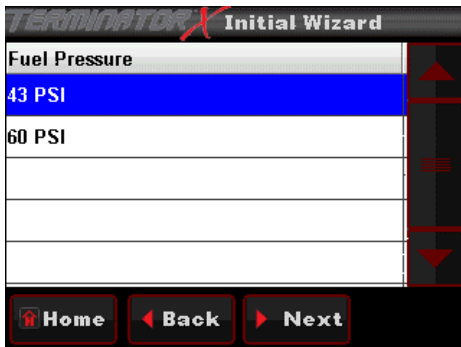 TERMINATOR X Initial Wizard
Fuel Pressure
43 PSI
60 PSI
Home Back Next